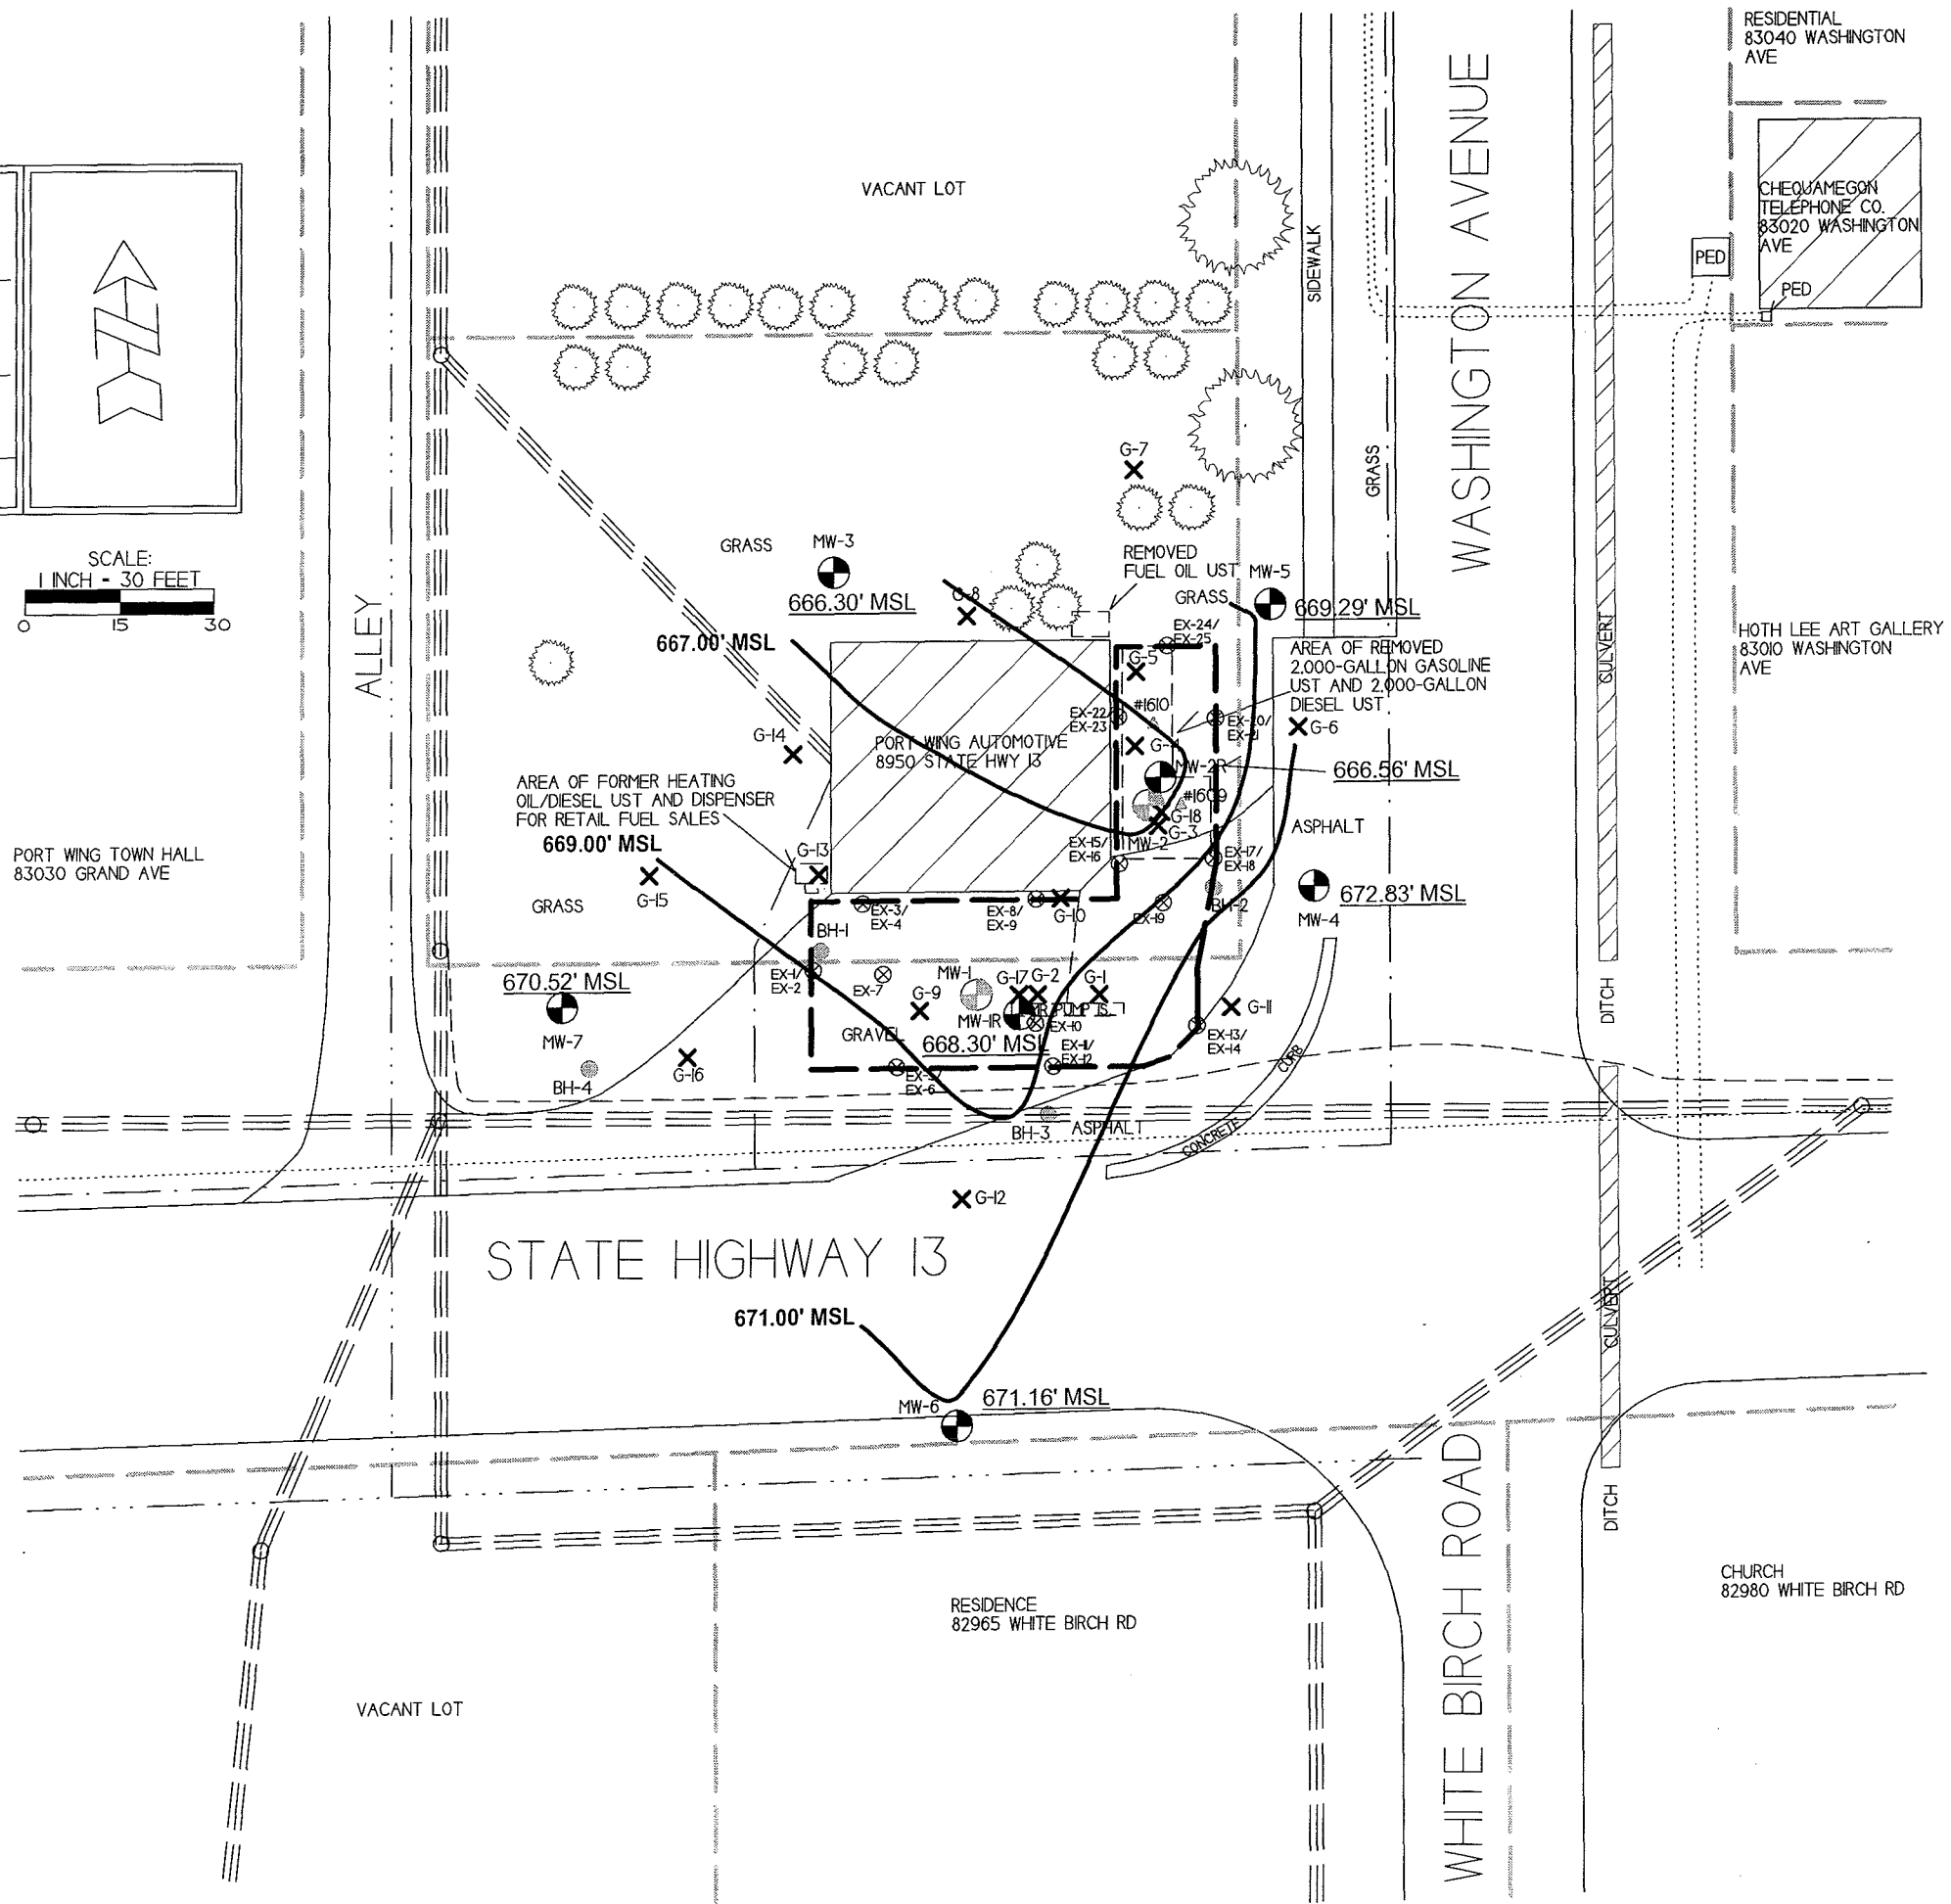 RESIDENTIAL
83040 WASHINGTON
AVE
WASHINGTON AVENUE
VACANT LOT
SIDEWALK
CHEQUAMEGON
TELEPHONE CO.
83020 WASHINGTON
AVE
PED
PED
GRASS
G-7
SCALE:
1 INCH = 30 FEET
0 15 30
ALLEY
GRASS
MW-3
666.30' MSL
G-8
REMOVED
FUEL OIL UST
MW-5
GRASS
669.29' MSL
CULVERT
HOTH LEE ART GALLERY
83010 WASHINGTON
AVE
667.00' MSL
EX-24/
EX-25
G-5
AREA OF REMOVED
2,000-GALLON GASOLINE
UST AND 2,000-GALLON
DIESEL UST
#1610
EX-22/
EX-23
EX-20/
EX-21
G-6
G-14
PORT WING AUTOMOTIVE
8950 STATE HWY 13
G-4
MW-2R
666.56' MSL
AREA OF FORMER HEATING
OIL/DIESEL UST AND DISPENSER
FOR RETAIL FUEL SALES
#1609
G-18
G-3
MW-2
ASPHALT
669.00' MSL
PORT WING TOWN HALL
83030 GRAND AVE
G-13
EX-15/
EX-16
EX-17/
EX-18
G-15
GRASS
EX-3/
EX-4
EX-8/
EX-9
G-10
EX-19
BH-2
672.83' MSL
MW-4
BH-1
670.52' MSL
MW-7
EX-1/
EX-2
EX-7
MW-1
G-17
G-2
G-1
G-9
MW-1R
PUMP IS.
EX-10
G-11
DITCH
GRAVEL
668.30' MSL
EX-11/
EX-12
EX-13/
EX-14
G-16
BH-4
EX-5/
EX-6
CURB
BH-3
ASPHALT
CONCRETE
G-12
STATE HIGHWAY 13
671.00' MSL
CULVERT
MW-6
671.16' MSL
WHITE BIRCH ROAD
DITCH
RESIDENCE
82965 WHITE BIRCH RD
CHURCH
82980 WHITE BIRCH RD
VACANT LOT